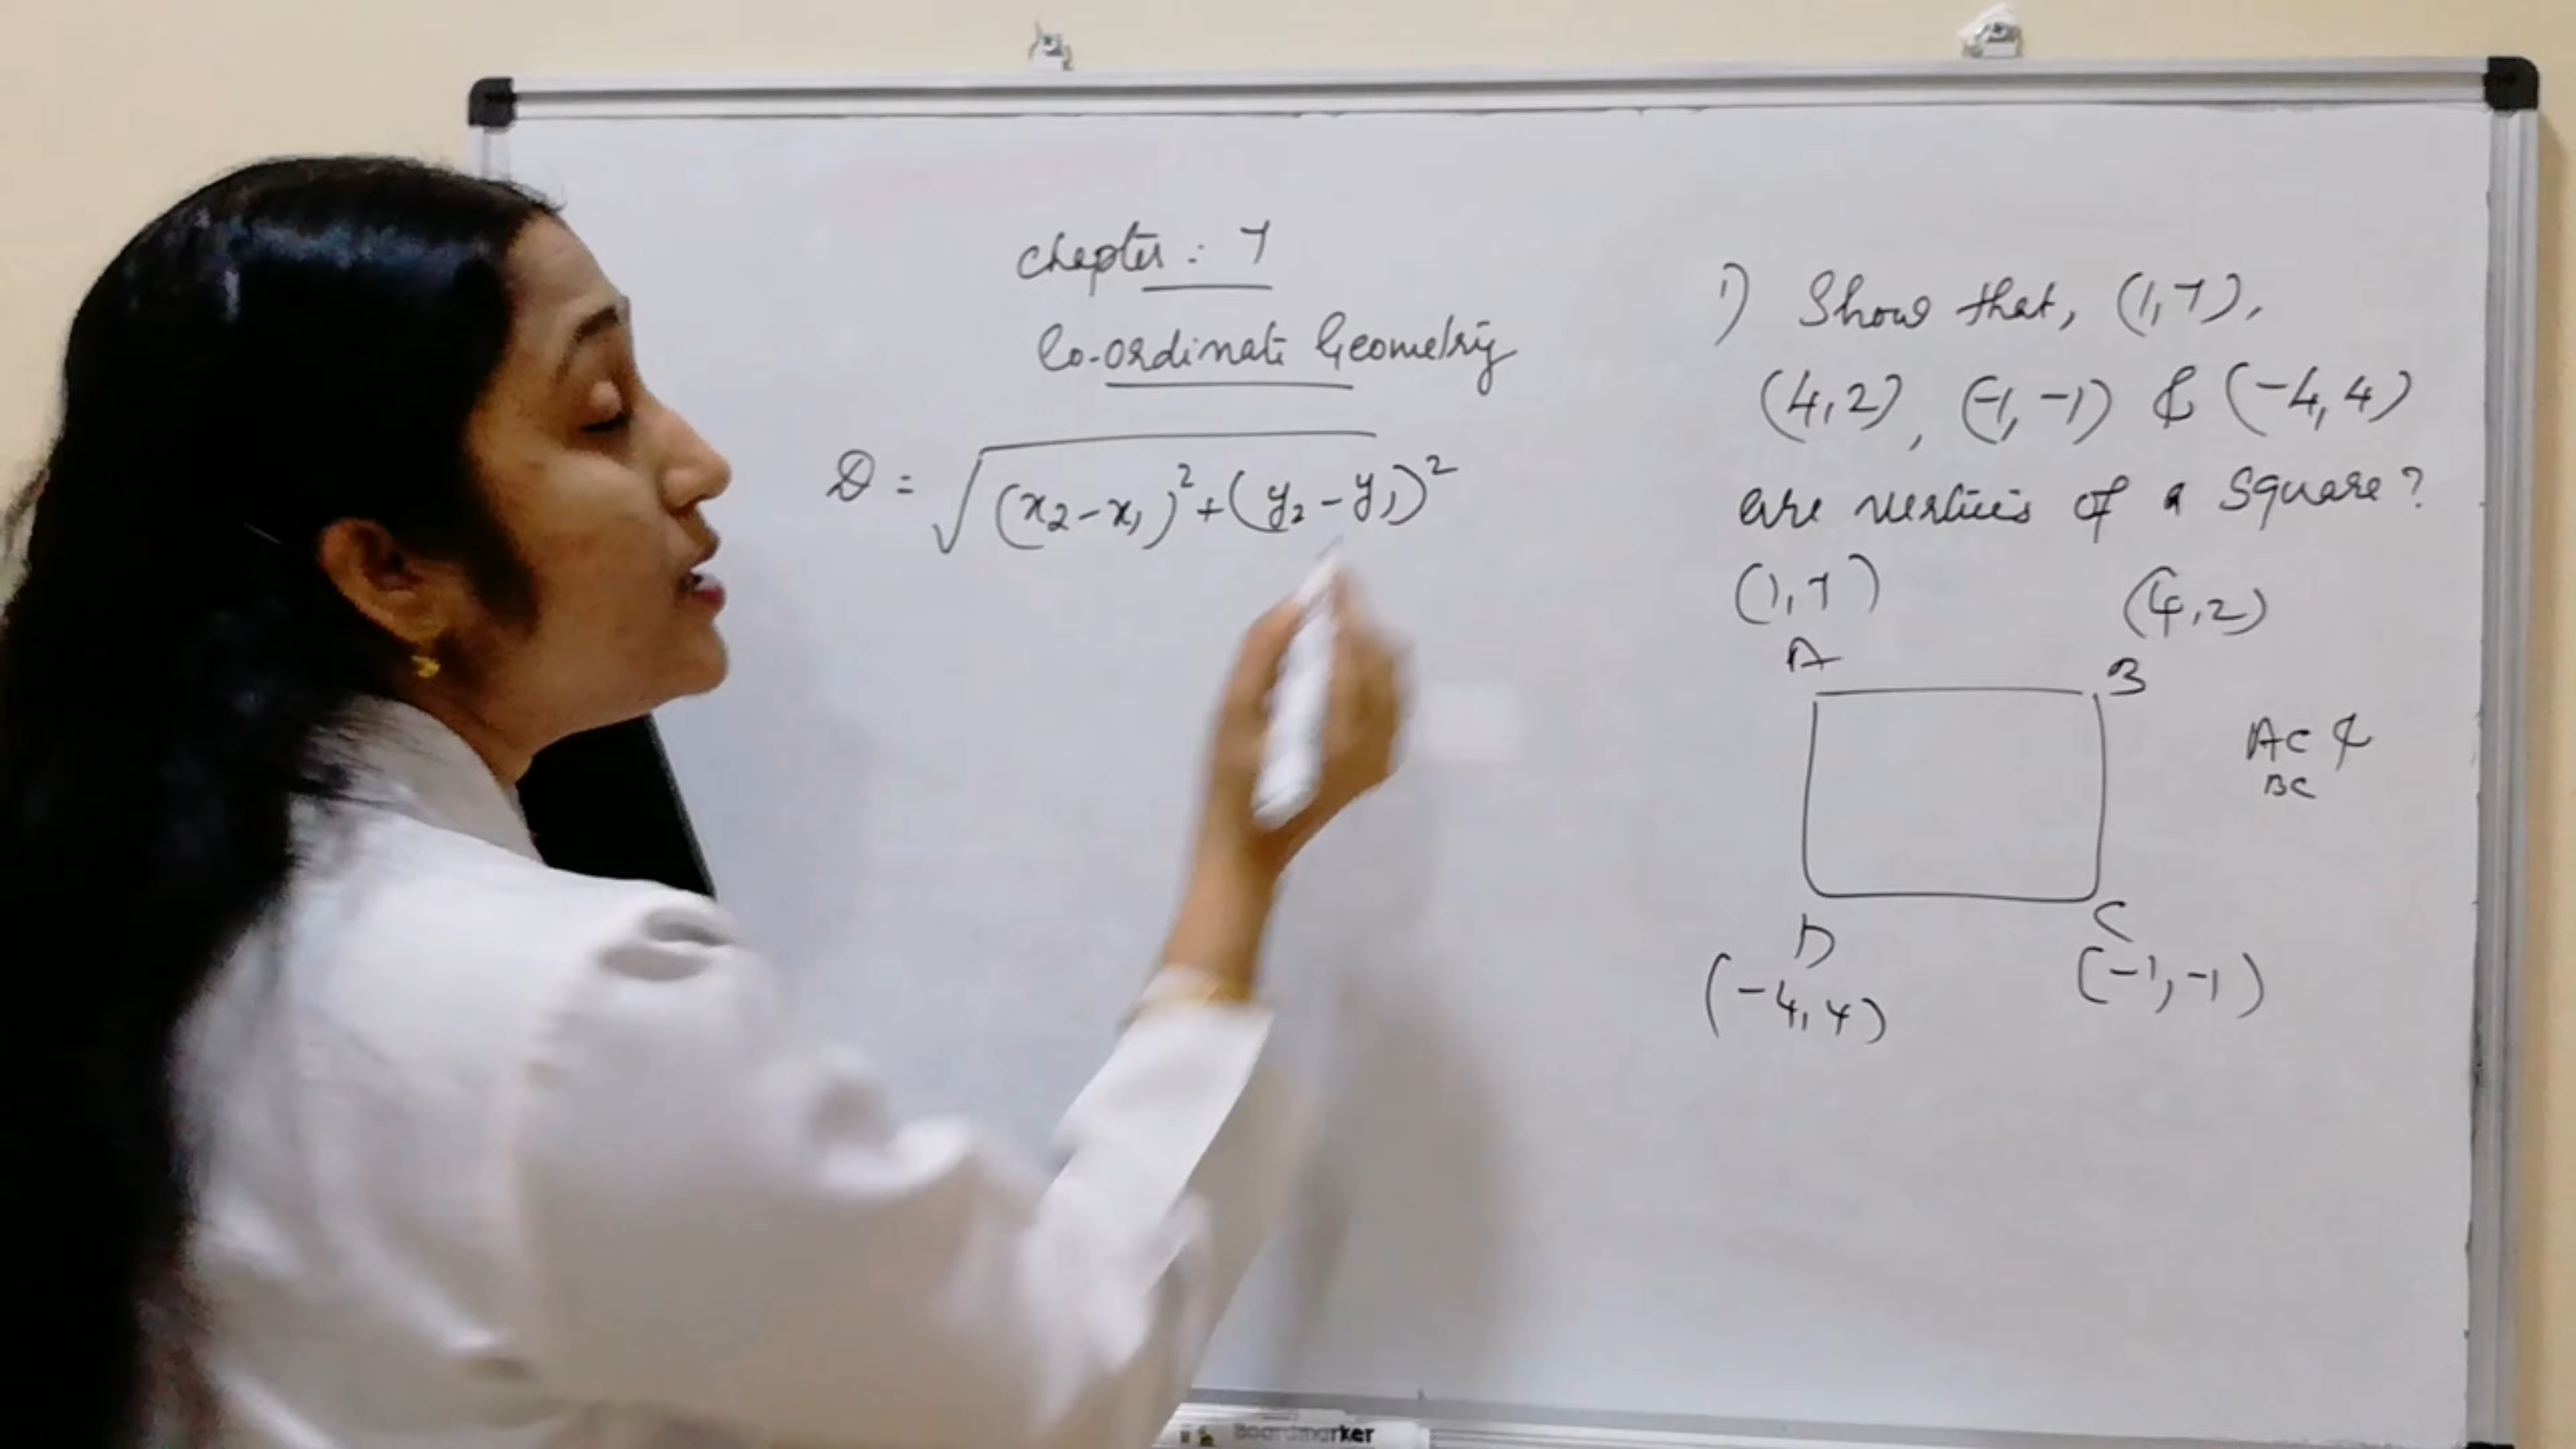 Chapter : 7
Co-ordinate Geometry
D = √(x₂-x₁)²+(y₂-y₁)²
1) Show that, (1,7),
(4,2), (-1,-1) & (-4,4)
are vertices of a square?
(1,7) (4,2)
A B
AC &
BC
D C
(-4,4) (-1,-1)
Boardmarker